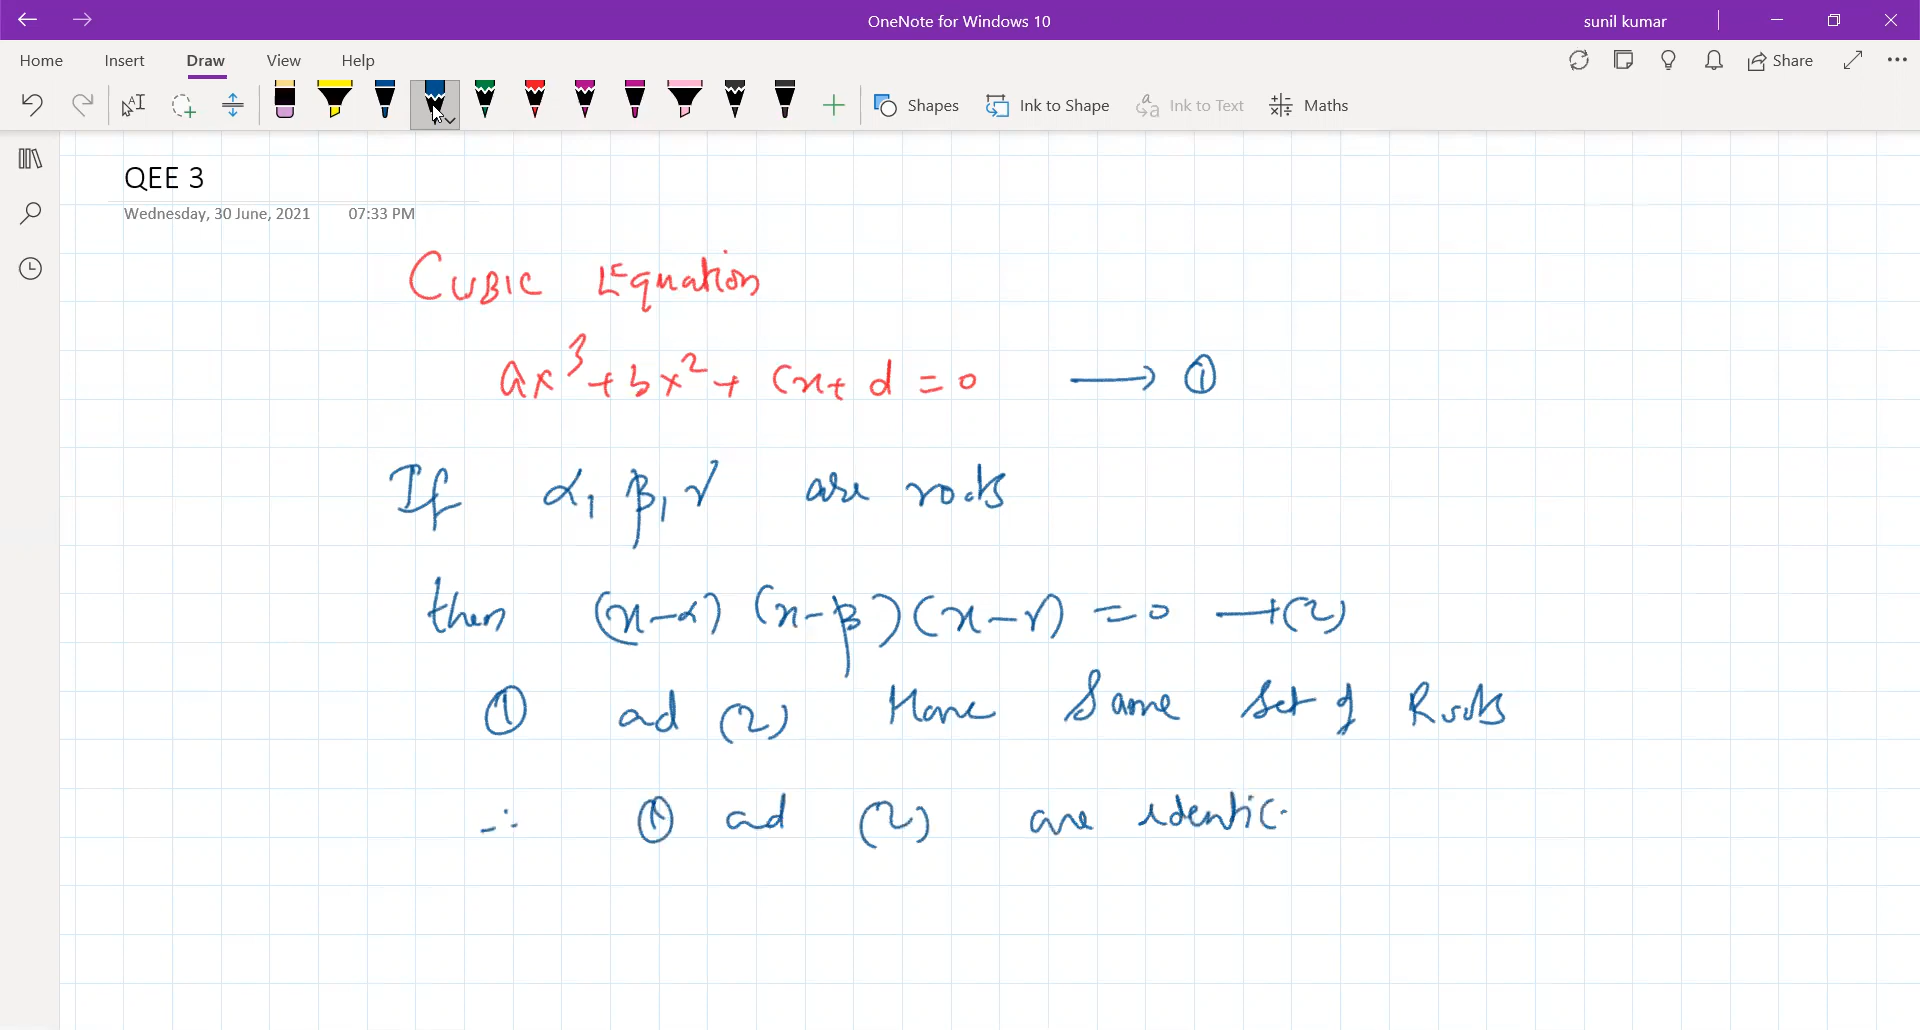 OneNote for Windows 10
sunil kumar
Home Insert Draw View Help
Share
Shapes Ink to Shape Ink to Text Maths
QEE 3
Wednesday, 30 June, 2021 07:33 PM
CUBIC Equation
ax³ + bx² + cx + d = 0 → ①
If α, β, γ are roots
then (x-α) (x-β) (x-γ) = 0 → (2)
① ad (2) Have Same Set of Roots
∴ ① ad (2) are identic